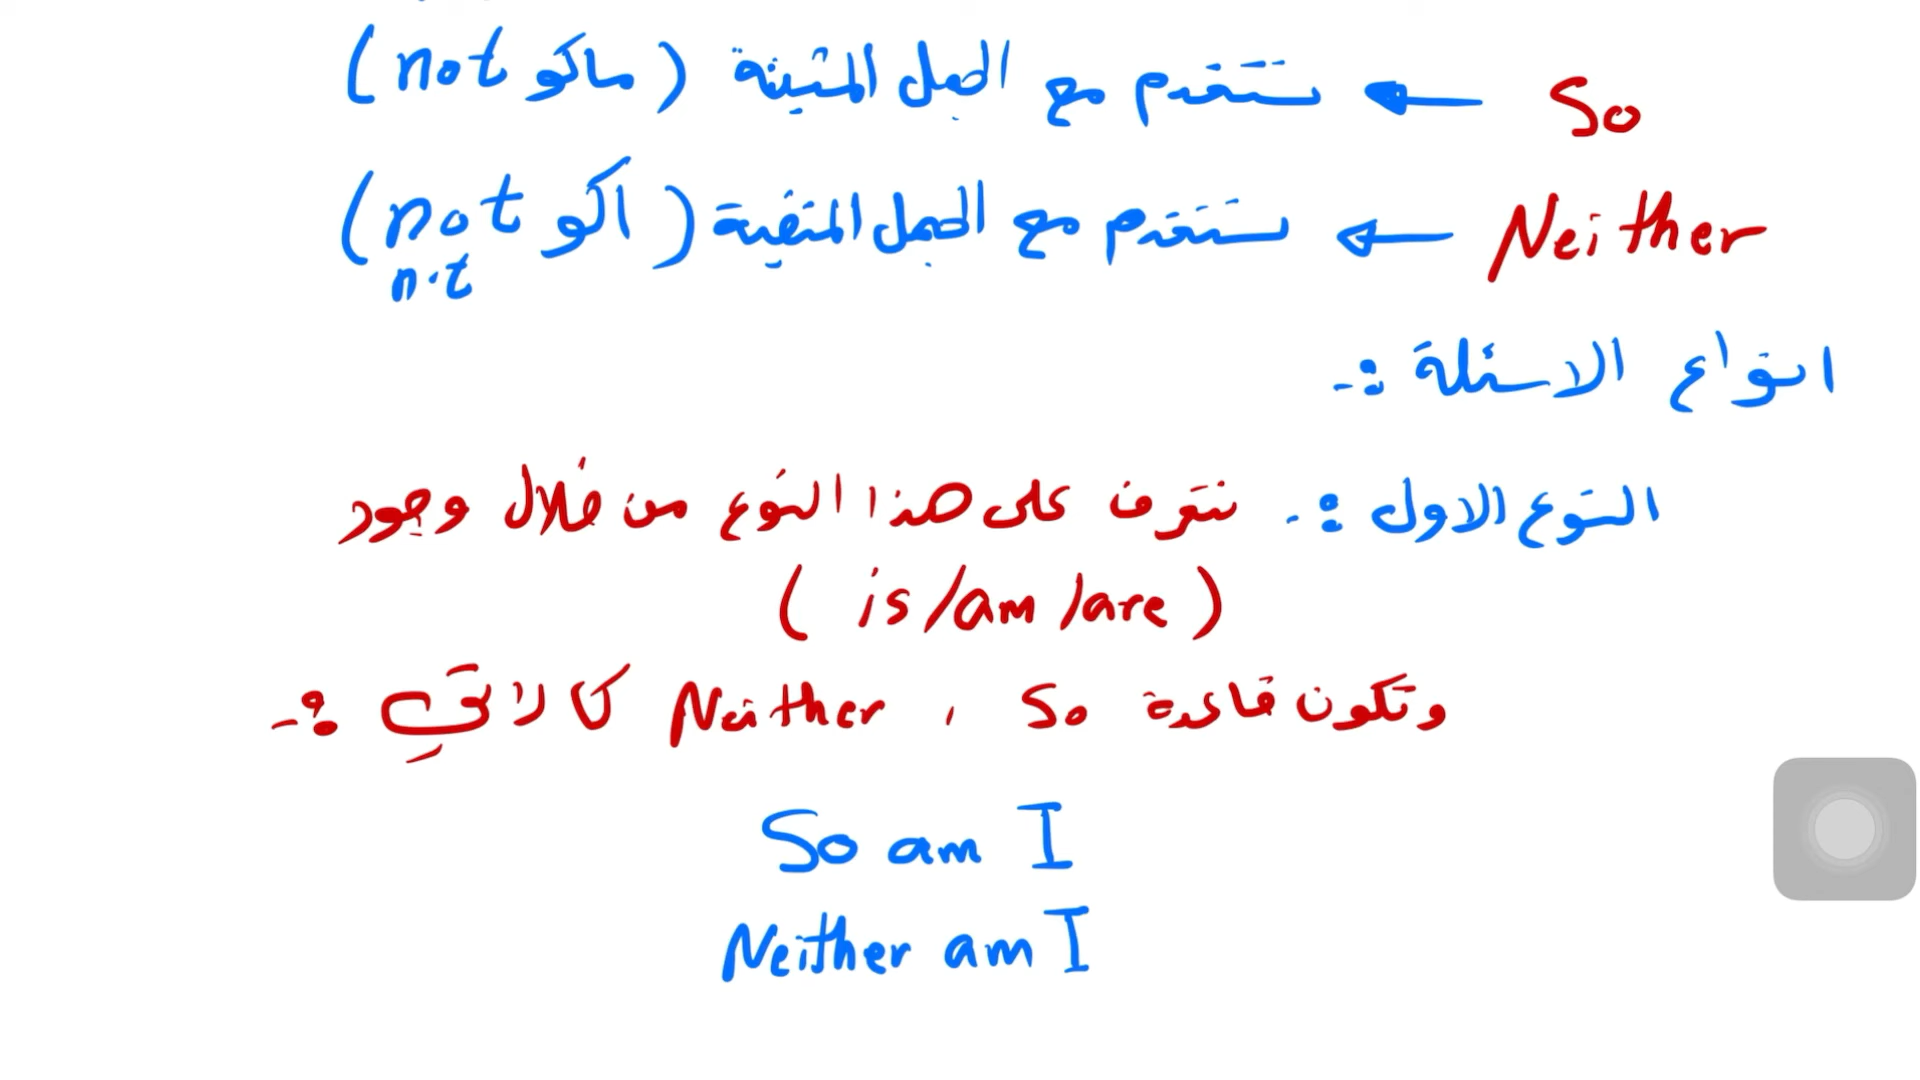 So ← تستخدم مع الجمل المثبتة ( ماكو not )
Neither ← تستخدم مع الجمل المنفية ( اكو not )
n't
انواع الاسئلة :-
النوع الاول :- نتعرف على هذا النوع من خلال وجود
( is / am / are )
وتكون قاعدة So ، Neither كالاتي :-
So am I
Neither am I